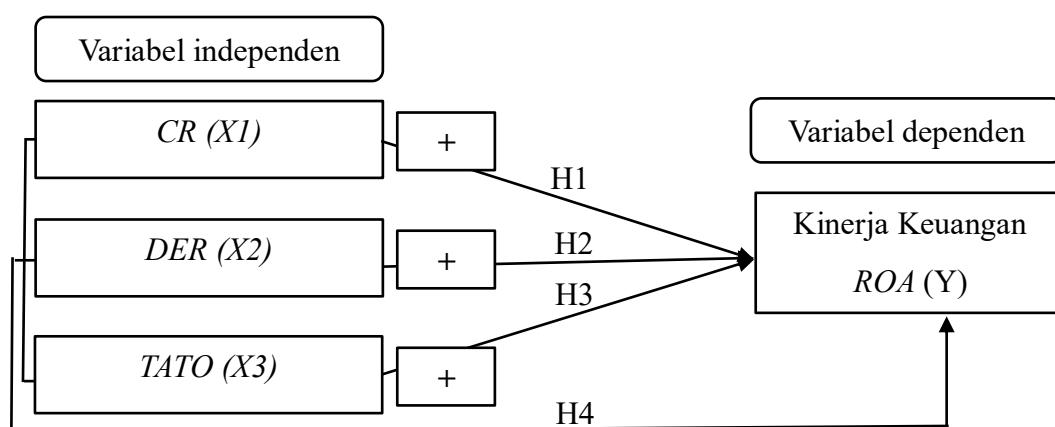 Variabel independen
CR (X1)
+
H1
DER (X2)
+
H2
H3
TATO (X3)
+
H4
Variabel dependen
Kinerja Keuangan
ROA (Y)